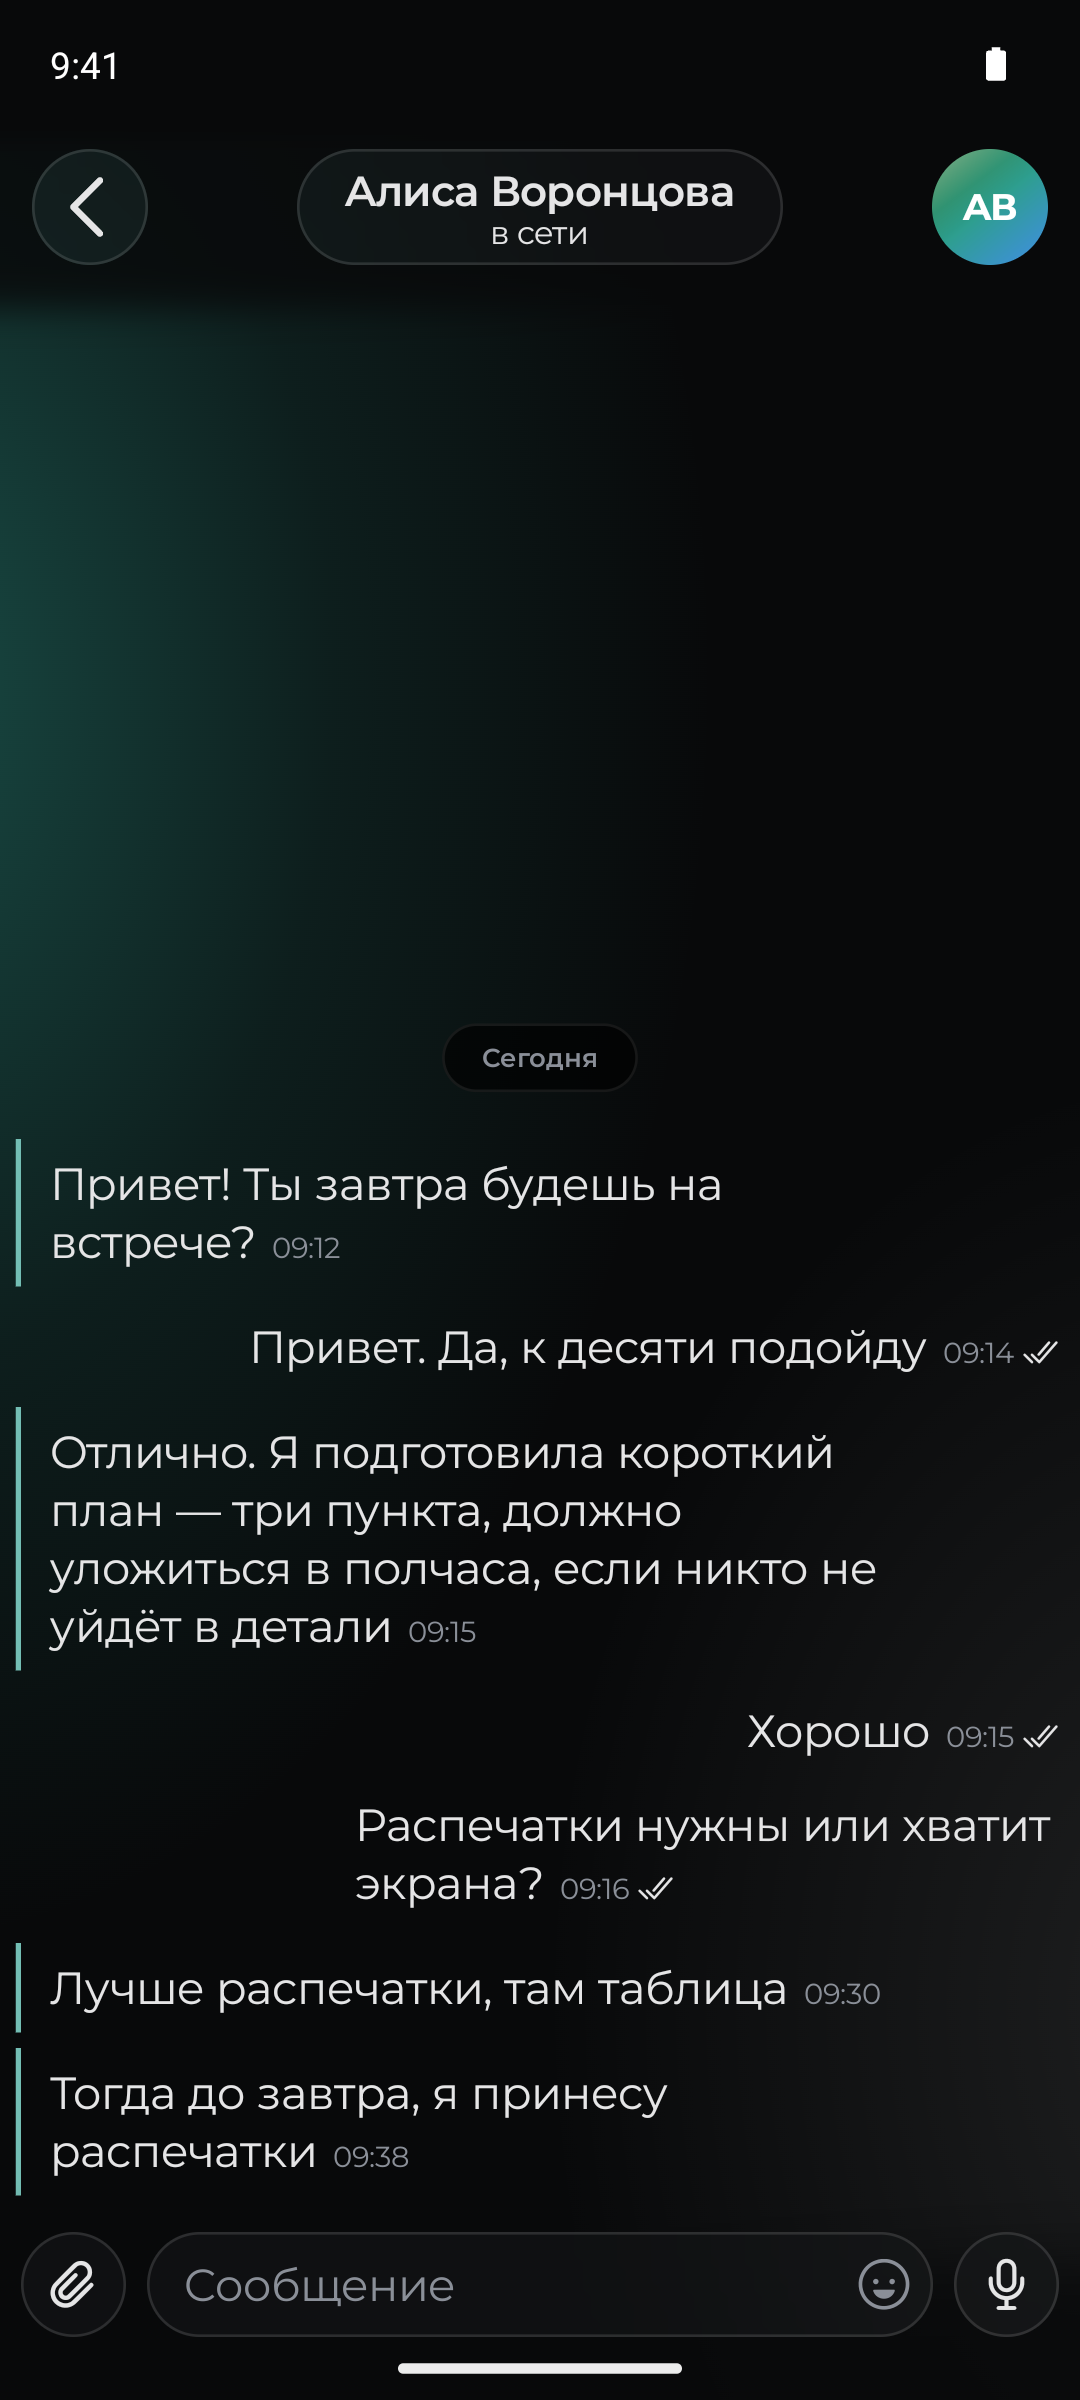 9:41
Алиса Воронцова
в сети
АВ
Сегодня
Привет! Ты завтра будешь на
встрече? 09:12
Привет. Да, к десяти подойду 09:14
Отлично. Я подготовила короткий
план — три пункта, должно
уложиться в полчаса, если никто не
уйдёт в детали 09:15
Хорошо 09:15
Распечатки нужны или хватит
экрана? 09:16
Лучше распечатки, там таблица 09:30
Тогда до завтра, я принесу
распечатки 09:38
Сообщение